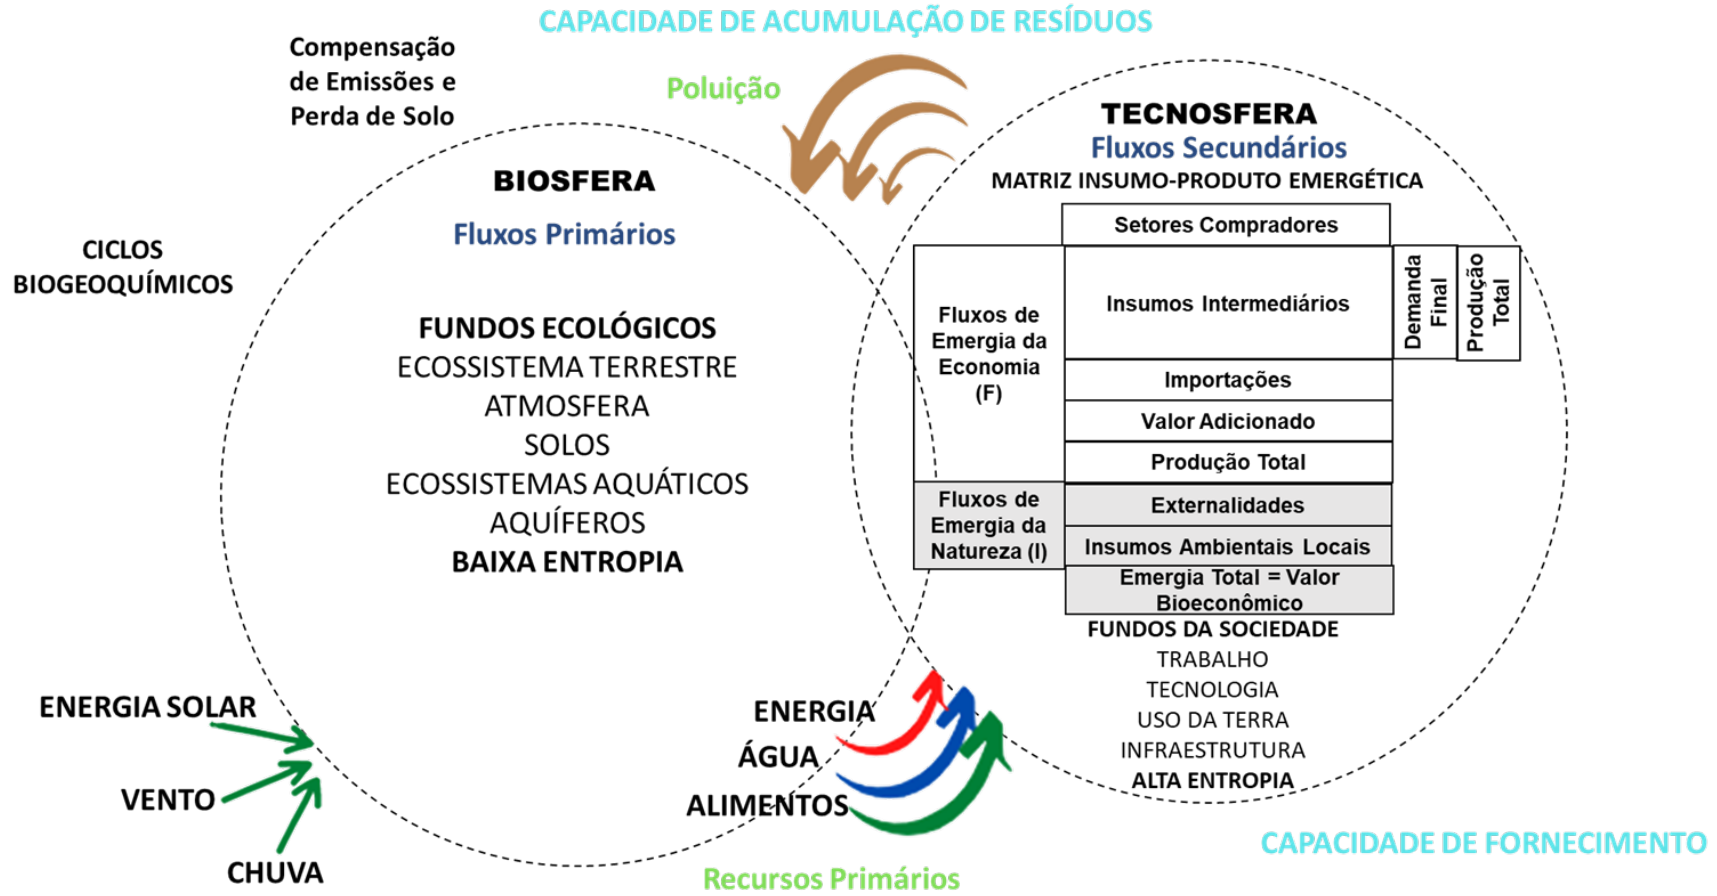 CAPACIDADE DE ACUMULAÇÃO DE RESÍDUOS
Compensação
de Emissões e
Perda de Solo
Poluição
CICLOS
BIOGEOQUÍMICOS
BIOSFERA
Fluxos Primários
FUNDOS ECOLÓGICOS
ECOSSISTEMA TERRESTRE
ATMOSFERA
SOLOS
ECOSSISTEMAS AQUÁTICOS
AQUÍFEROS
BAIXA ENTROPIA
ENERGIA SOLAR
VENTO
CHUVA
ENERGIA
ÁGUA
ALIMENTOS
Recursos Primários
TECNOSFERA
Fluxos Secundários
MATRIZ INSUMO-PRODUTO EMERGÉTICA
Setores Compradores
Fluxos de
Emergia da
Economia
(F)
Insumos Intermediários
Demanda
Final
Produção
Total
Importações
Valor Adicionado
Produção Total
Fluxos de
Emergia da
Natureza (I)
Externalidades
Insumos Ambientais Locais
Emergia Total = Valor
Bioeconômico
FUNDOS DA SOCIEDADE
TRABALHO
TECNOLOGIA
USO DA TERRA
INFRAESTRUTURA
ALTA ENTROPIA
CAPACIDADE DE FORNECIMENTO